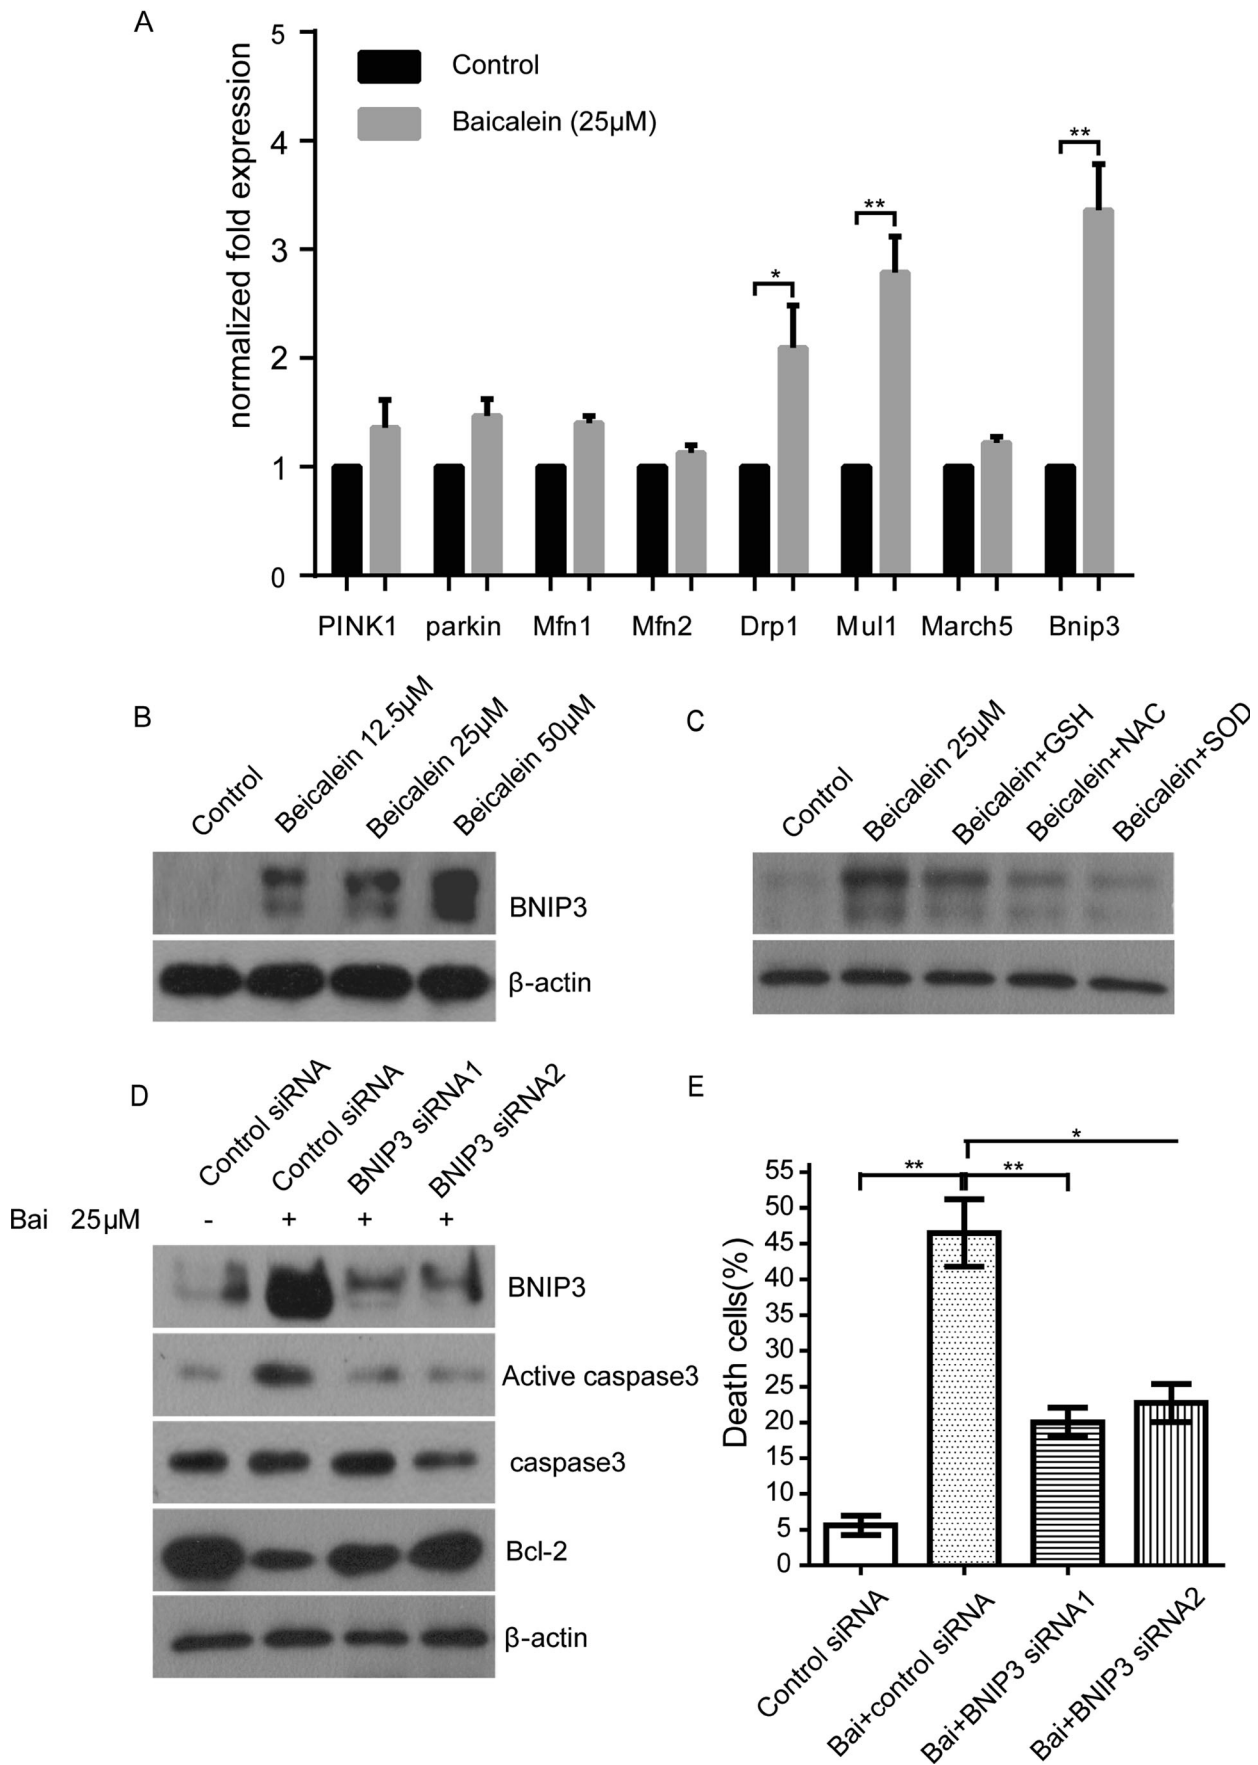 A
5
4
3
2
1
0
normalized fold expression
Control
Baicalein (25μM)
*
**
**
PINK1 parkin Mfn1 Mfn2 Drp1 Mul1 March5 Bnip3
B
Control
Beicalein 12.5μM
Beicalein 25μM
Beicalein 50μM
BNIP3
β-actin
C
Control
Beicalein 25μM
Beicalein+GSH
Beicalein+NAC
Beicalein+SOD
D
Control siRNA
Control siRNA
BNIP3 siRNA1
BNIP3 siRNA2
Bai 25μM - + + +
BNIP3
Active caspase3
caspase3
Bcl-2
β-actin
E
*
** **
55
50
45
40
35
30
25
20
15
10
5
0
Death cells(%)
Control siRNA
Bai+control siRNA
Bai+BNIP3 siRNA1
Bai+BNIP3 siRNA2